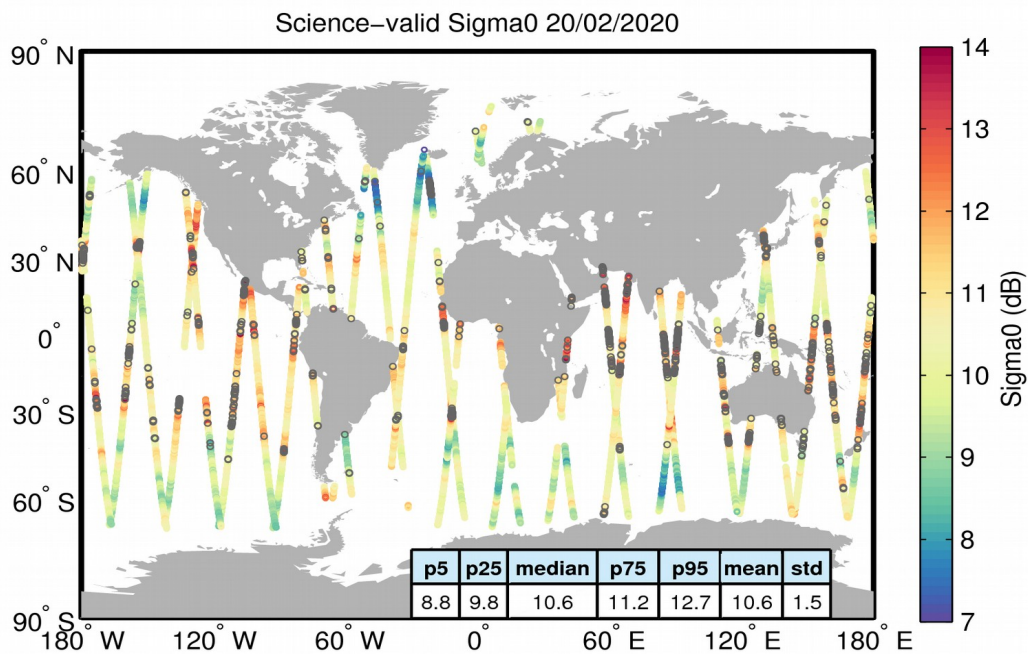 Science−valid Sigma0 20/02/2020
90° N
60° N
30° N
0°
30° S
60° S
90° S
180° W
120° W
60° W
0°
60° E
120° E
180° E
p5 p25 median p75 p95 mean std
8.8 9.8 10.6 11.2 12.7 10.6 1.5
14
13
12
11
10
9
8
7
Sigma0 (dB)